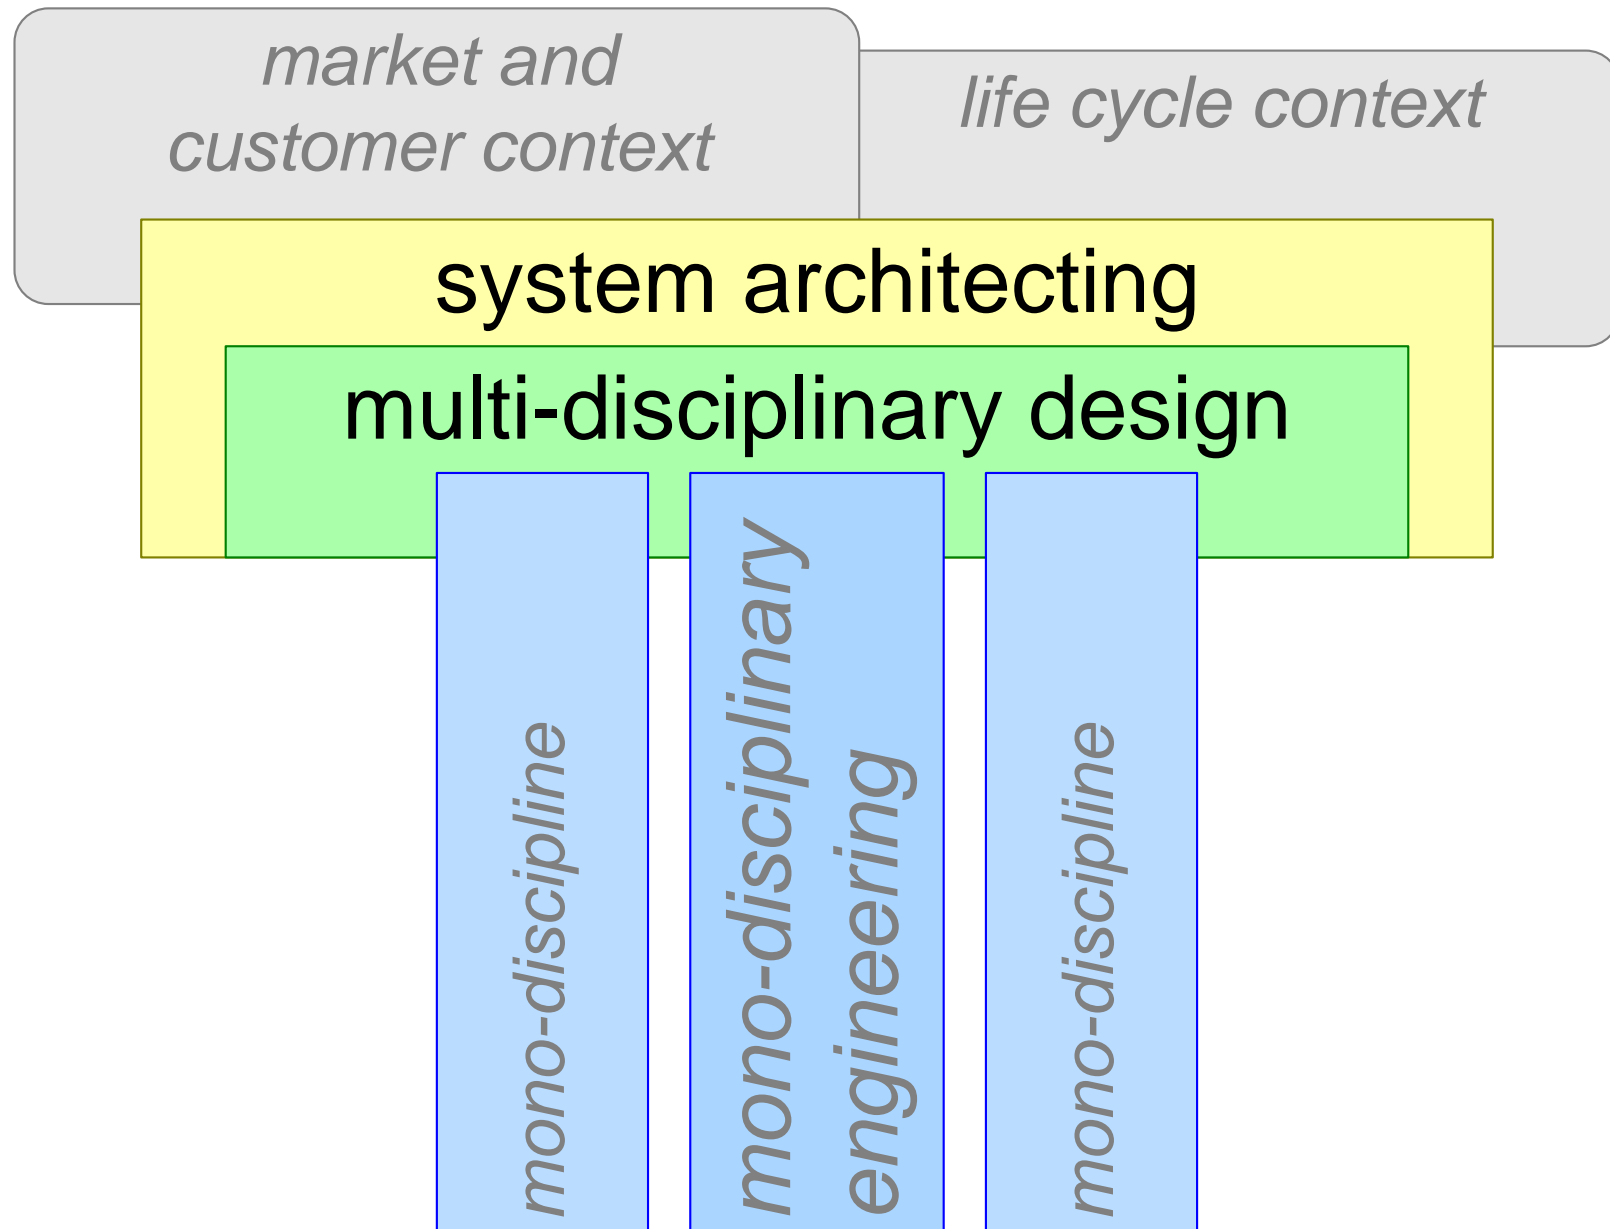 market and
customer context
life cycle context
system architecting
multi-disciplinary design
mono-discipline
mono-disciplinary
engineering
mono-discipline